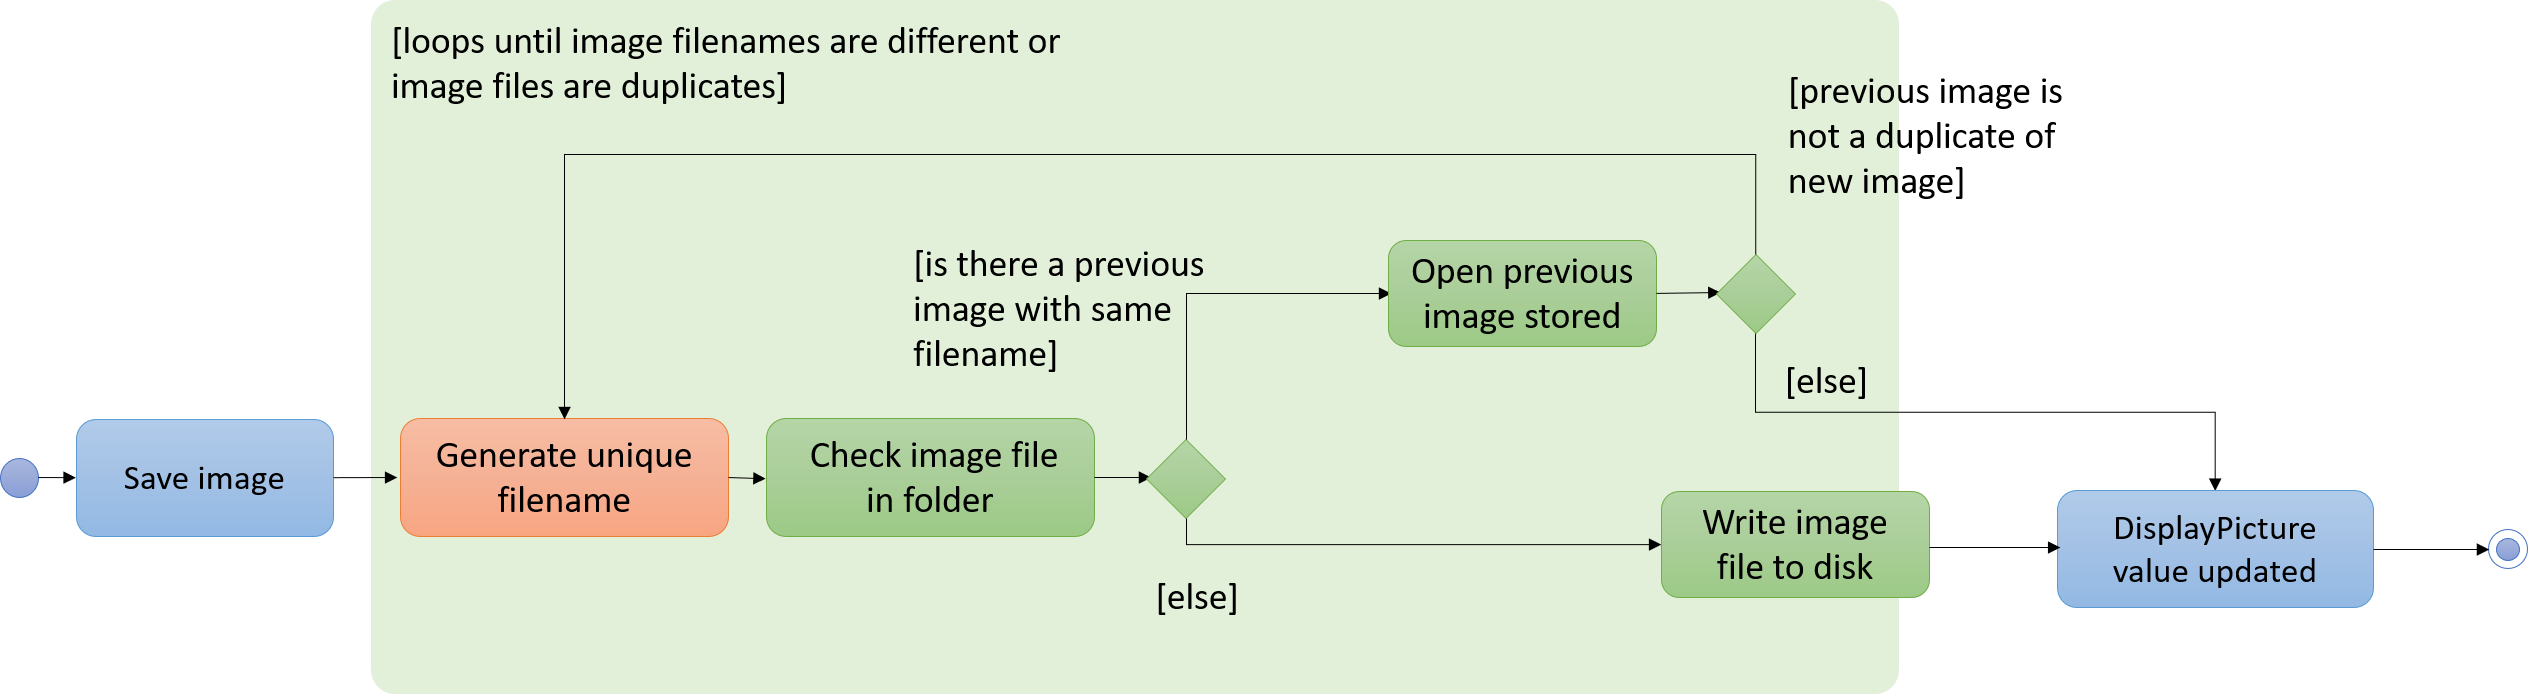 [loops until image filenames are different or
image files are duplicates]
[previous image is
not a duplicate of
new image]
[is there a previous
image with same
filename]
Open previous
image stored
[else]
Save image
Generate unique
filename
Check image file
in folder
Write image
file to disk
DisplayPicture
value updated
[else]